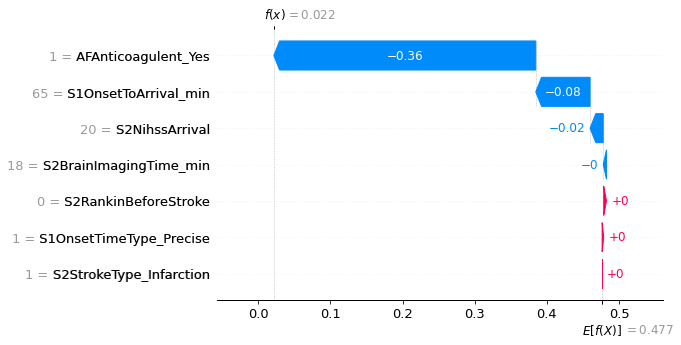 f(x) = 0.022
1 = AFAnticoagulent_Yes
−0.36
65 = S1OnsetToArrival_min
−0.08
20 = S2NihssArrival
−0.02
18 = S2BrainImagingTime_min
−0
0 = S2RankinBeforeStroke
+0
1 = S1OnsetTimeType_Precise
+0
1 = S2StrokeType_Infarction
+0
0.0 0.1 0.2 0.3 0.4 0.5
E[f(X)] = 0.477